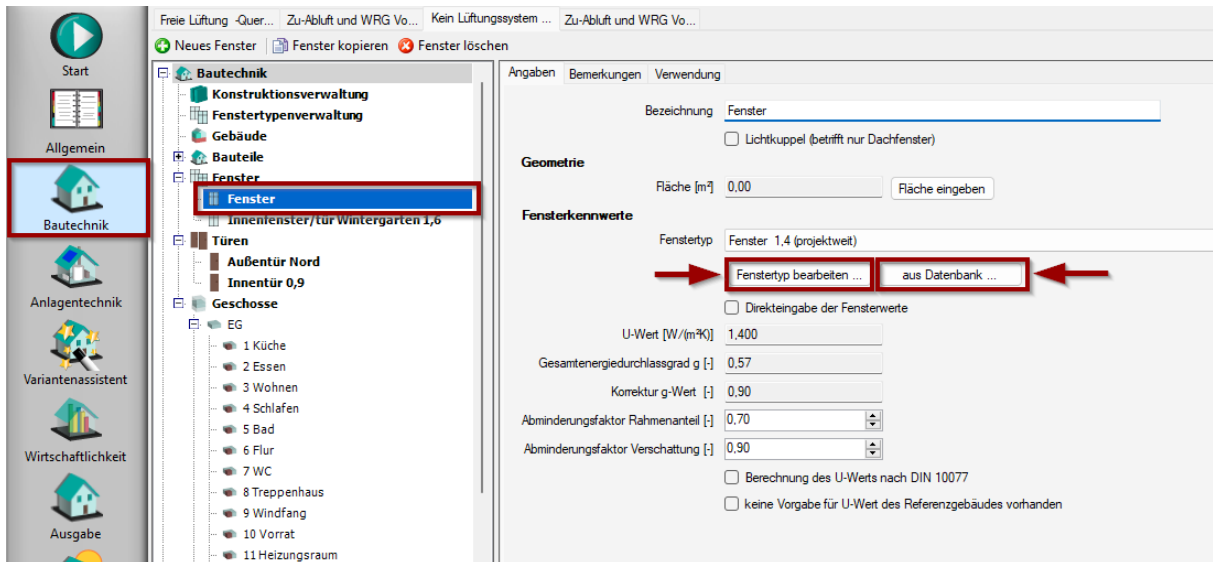 Freie Lüftung -Quer... Zu-Abluft und WRG Vo... Kein Lüftungssystem ... Zu-Abluft und WRG Vo...
Neues Fenster Fenster kopieren Fenster löschen
Start
Allgemein
Bautechnik
Anlagentechnik
Variantenassistent
Wirtschaftlichkeit
Ausgabe
Bautechnik
Konstruktionsverwaltung
Fenstertypenverwaltung
Gebäude
Bauteile
Fenster
Fenster
Innenfenster/tür Wintergarten 1,6
Türen
Außentür Nord
Innentür 0,9
Geschosse
EG
1 Küche
2 Essen
3 Wohnen
4 Schlafen
5 Bad
6 Flur
7 WC
8 Treppenhaus
9 Windfang
10 Vorrat
11 Heizungsraum
Angaben Bemerkungen Verwendung
Bezeichnung Fenster
Lichtkuppel (betrifft nur Dachfenster)
Geometrie
Fläche [m²] 0,00 Fläche eingeben
Fensterkennwerte
Fenstertyp Fenster 1,4 (projektweit)
Fenstertyp bearbeiten ... aus Datenbank ...
Direkteingabe der Fensterwerte
U-Wert [W/(m²K)] 1,400
Gesamtenergiedurchlassgrad g [-] 0,57
Korrektur g-Wert [-] 0,90
Abminderungsfaktor Rahmenanteil [-] 0,70
Abminderungsfaktor Verschattung [-] 0,90
Berechnung des U-Werts nach DIN 10077
keine Vorgabe für U-Wert des Referenzgebäudes vorhanden